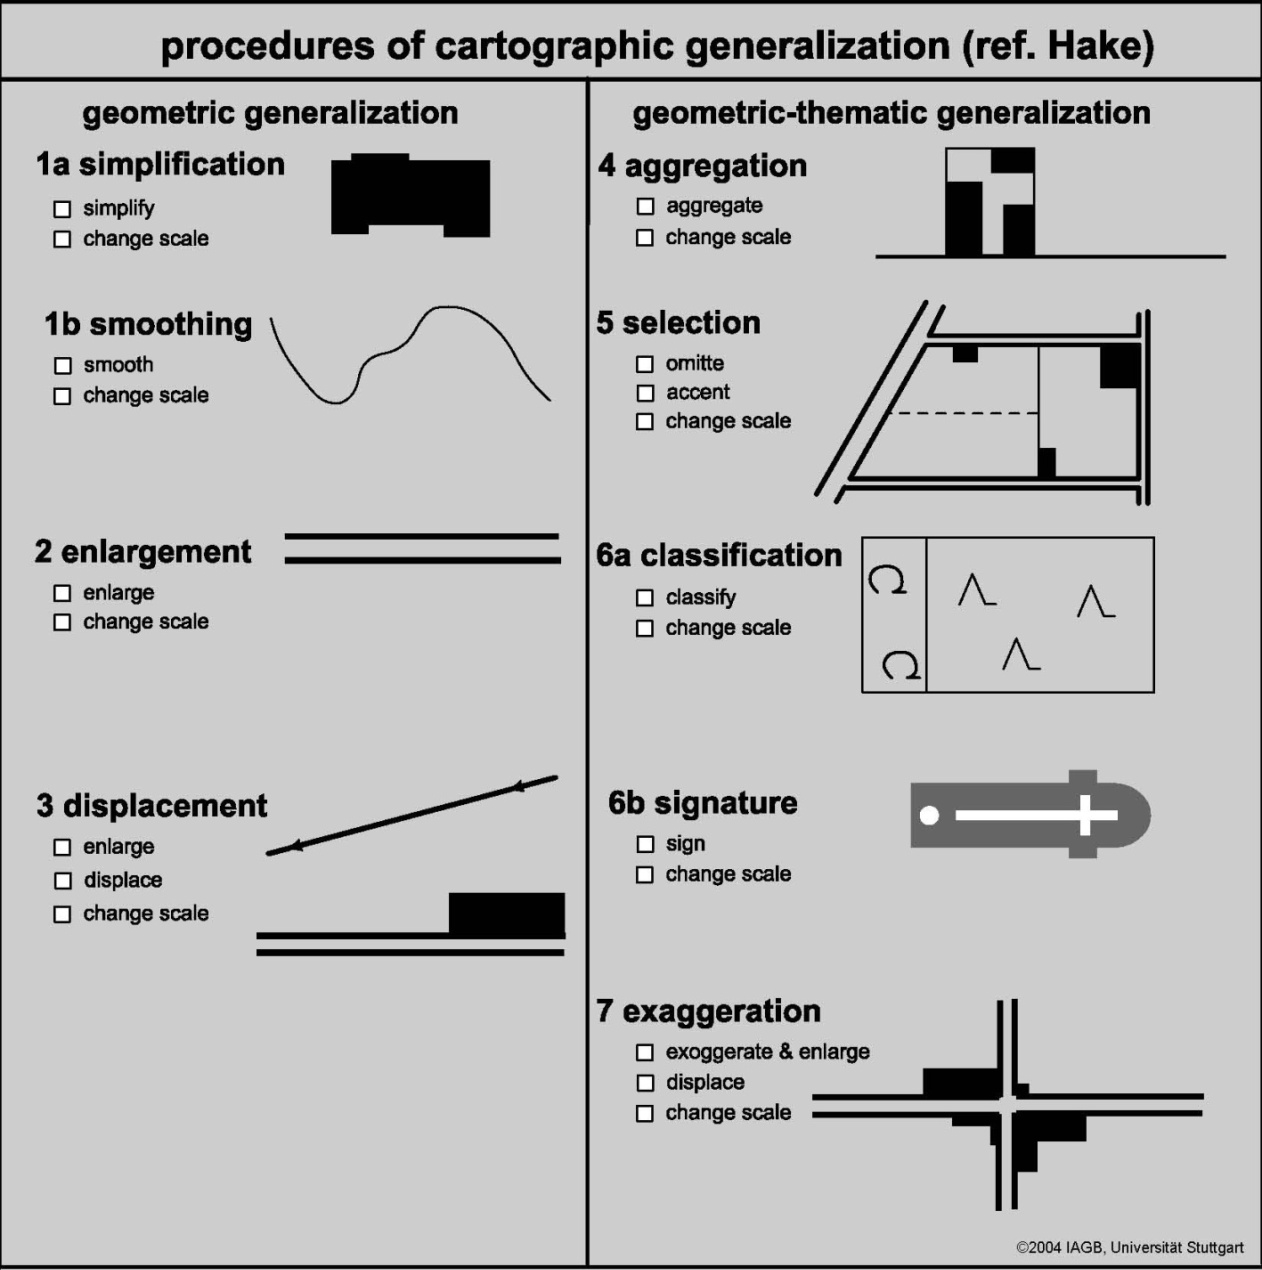 procedures of cartographic generalization (ref. Hake)
geometric generalization
1a simplification
simplify
change scale
1b smoothing
smooth
change scale
2 enlargement
enlarge
change scale
3 displacement
enlarge
displace
change scale
geometric-thematic generalization
4 aggregation
aggregate
change scale
5 selection
omitte
accent
change scale
6a classification
classify
change scale
6b signature
sign
change scale
7 exaggeration
exoggerate & enlarge
displace
change scale
©2004 IAGB, Universität Stuttgart